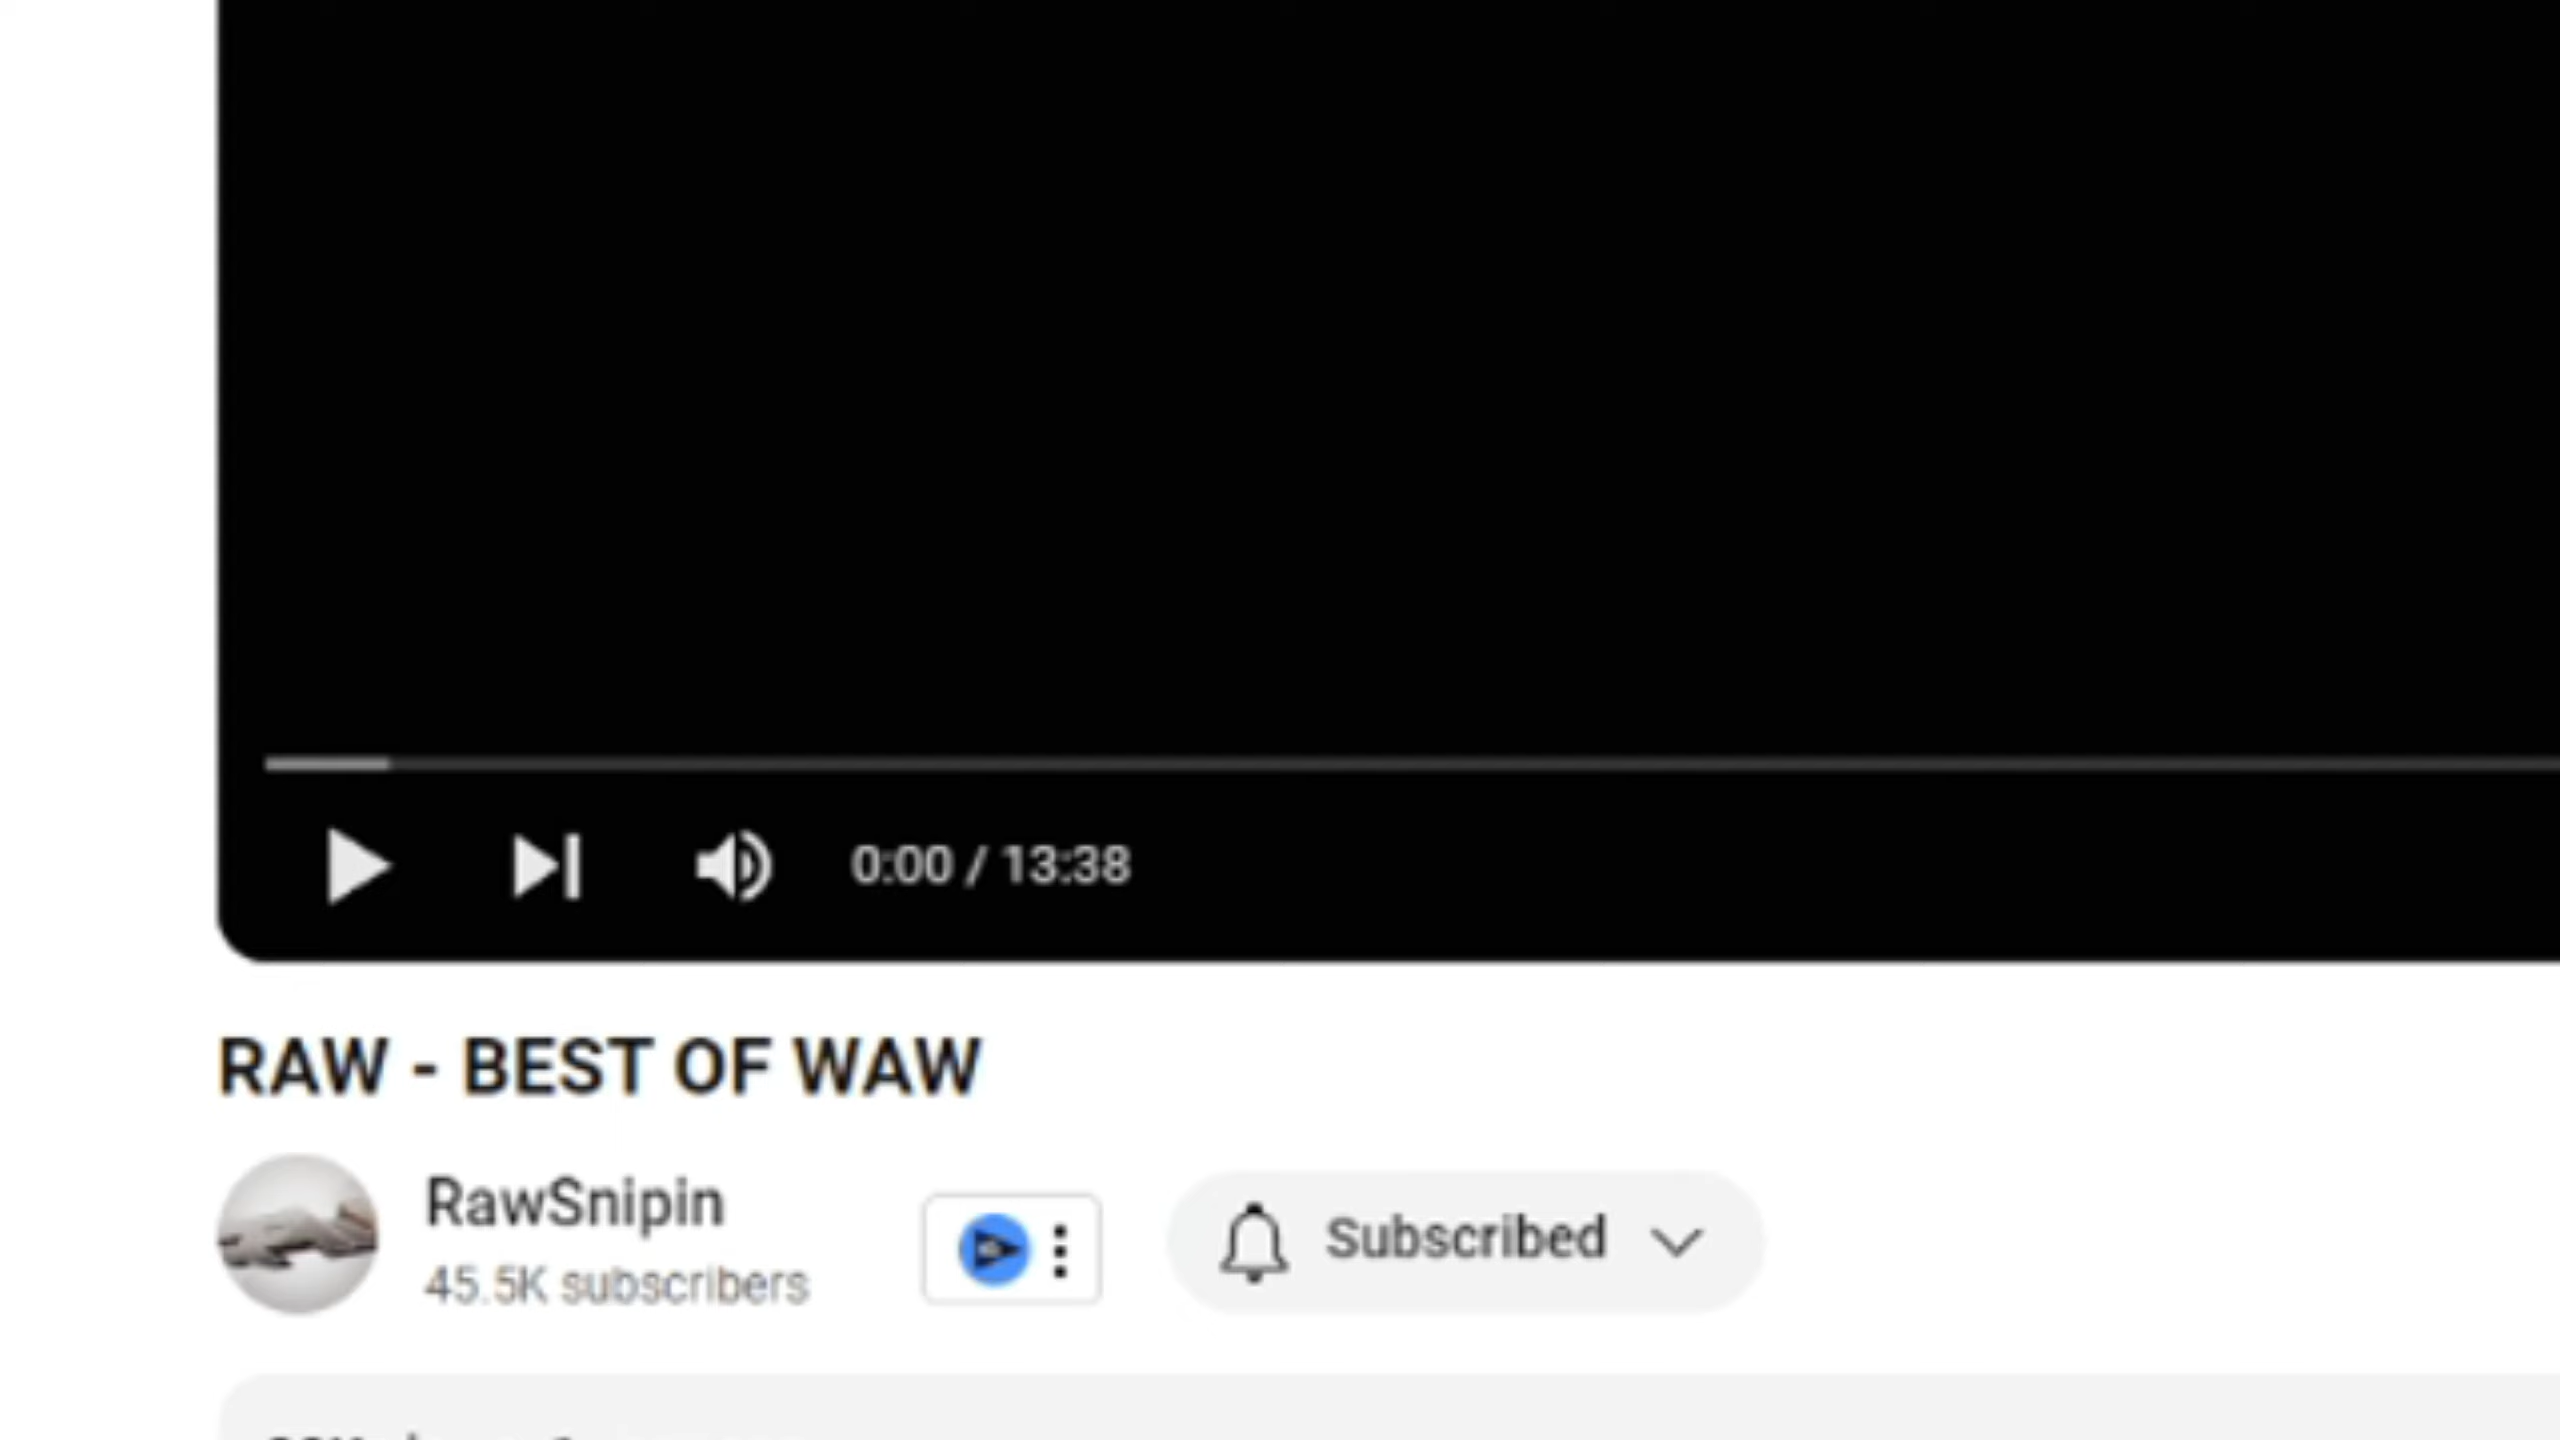 0:00 / 13:38
RAW - BEST OF WAW
RawSnipin
45.5K subscribers
Subscribed